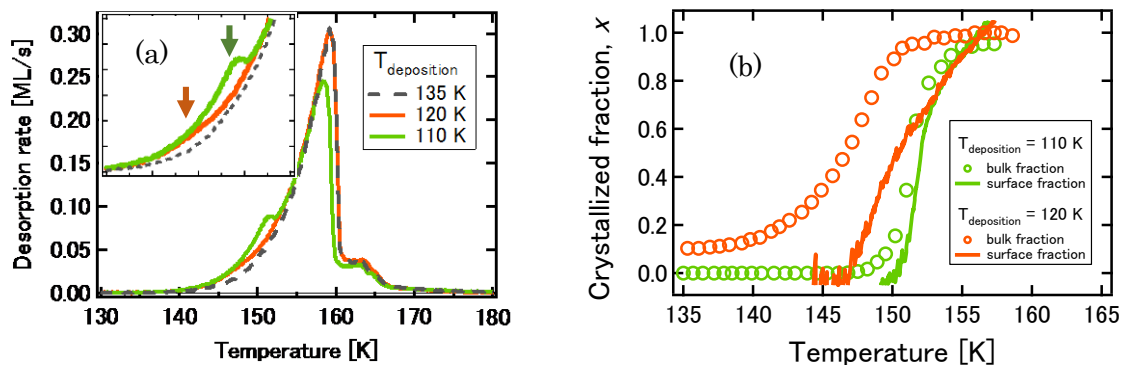 (a)
T deposition
135 K
120 K
110 K
Desorption rate [ML/s]
0.30
0.25
0.20
0.15
0.10
0.05
0.00
130 140 150 160 170 180
Temperature [K]
(b)
Crystallized fraction, x
1.0
0.8
0.6
0.4
0.2
0.0
T deposition = 110 K
bulk fraction
surface fraction
T deposition = 120 K
bulk fraction
surface fraction
135 140 145 150 155 160 165
Temperature [K]